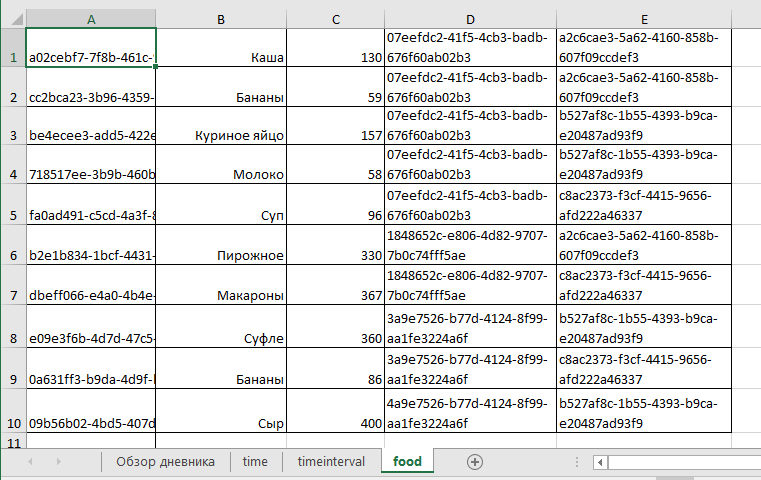 A B C D E
1 a02cebf7-7f8b-461c- Каша 130 07eefdc2-41f5-4cb3-badb-676f60ab02b3 a2c6cae3-5a62-4160-858b-607f09ccdef3
2 cc2bca23-3b96-4359- Бананы 59 07eefdc2-41f5-4cb3-badb-676f60ab02b3 a2c6cae3-5a62-4160-858b-607f09ccdef3
3 be4ecee3-add5-422e Куриное яйцо 157 07eefdc2-41f5-4cb3-badb-676f60ab02b3 b527af8c-1b55-4393-b9ca-e20487ad93f9
4 718517ee-3b9b-460b Молоко 58 07eefdc2-41f5-4cb3-badb-676f60ab02b3 b527af8c-1b55-4393-b9ca-e20487ad93f9
5 fa0ad491-c5cd-4a3f- Суп 96 07eefdc2-41f5-4cb3-badb-676f60ab02b3 c8ac2373-f3cf-4415-9656-afd222a46337
6 b2e1b834-1bcf-4431- Пирожное 330 1848652c-e806-4d82-9707-7b0c74fff5ae a2c6cae3-5a62-4160-858b-607f09ccdef3
7 dbeff066-e4a0-4b4e- Макароны 367 1848652c-e806-4d82-9707-7b0c74fff5ae c8ac2373-f3cf-4415-9656-afd222a46337
8 e09e3f6b-4d7d-47c5- Суфле 360 3a9e7526-b77d-4124-8f99-aa1fe3224a6f b527af8c-1b55-4393-b9ca-e20487ad93f9
9 0a631ff3-b9da-4d9f- Бананы 86 3a9e7526-b77d-4124-8f99-aa1fe3224a6f c8ac2373-f3cf-4415-9656-afd222a46337
10 09b56b02-4bd5-407d Сыр 400 4a9e7526-b77d-4124-8f99-aa1fe3224a6f b527af8c-1b55-4393-b9ca-e20487ad93f9
11
Обзор дневника time timeinterval food